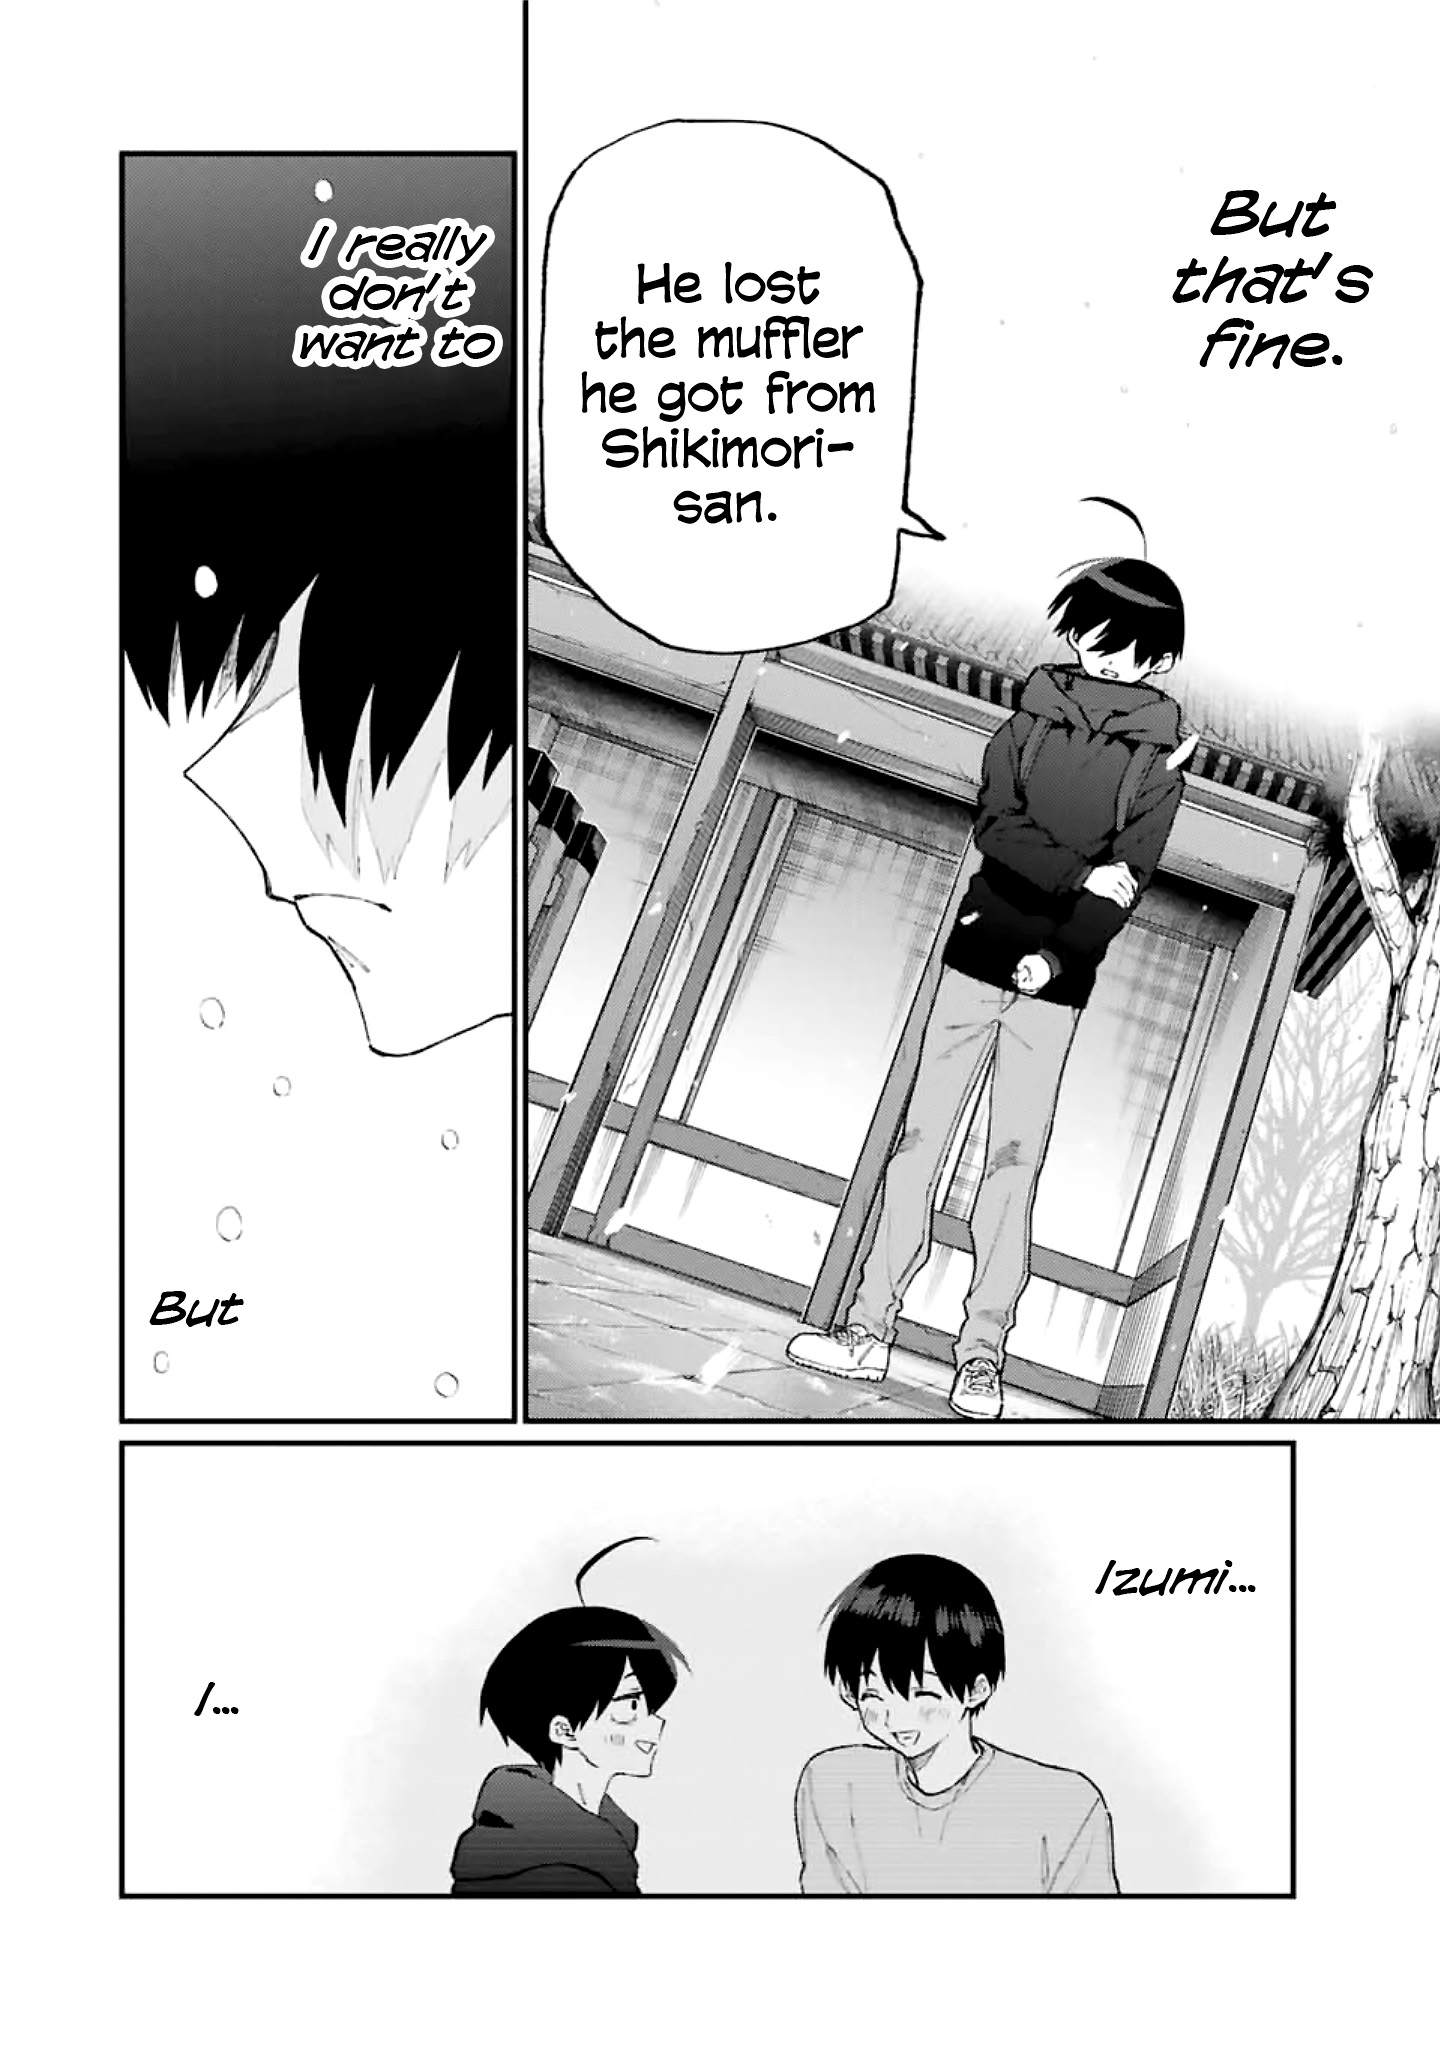 But
that's
fine.
He lost
the muffler
he got from
Shikimori-
san.
I really
don't
want to
But
Izumi...
I...